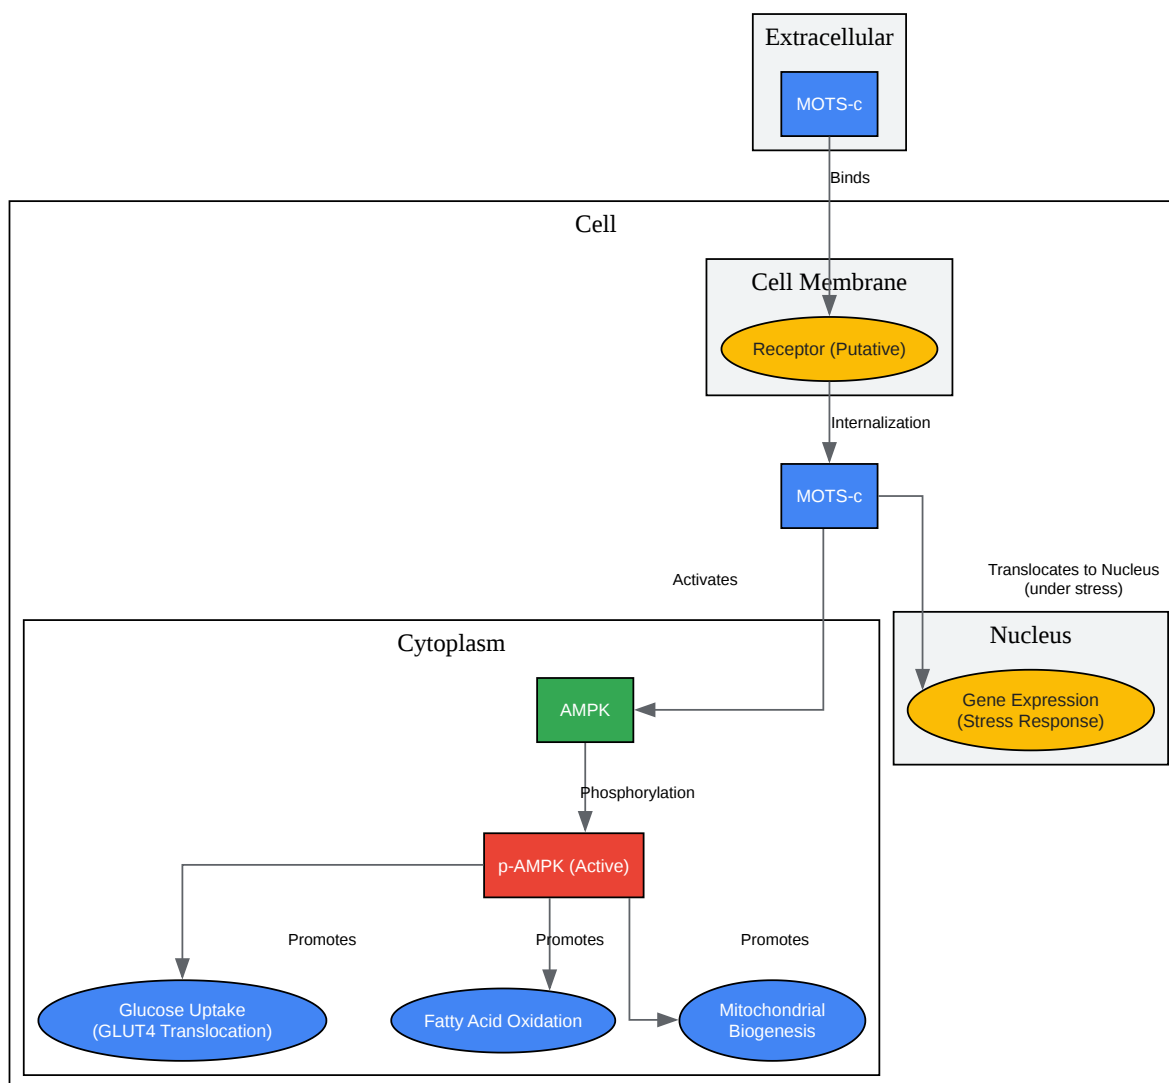 Extracellular
MOTS-c
Binds
Cell
Cell Membrane
Receptor (Putative)
Internalization
MOTS-c
Activates
Translocates to Nucleus
(under stress)
Cytoplasm
Nucleus
AMPK
Gene Expression
(Stress Response)
Phosphorylation
p-AMPK (Active)
Promotes
Promotes
Promotes
Glucose Uptake
(GLUT4 Translocation)
Fatty Acid Oxidation
Mitochondrial
Biogenesis